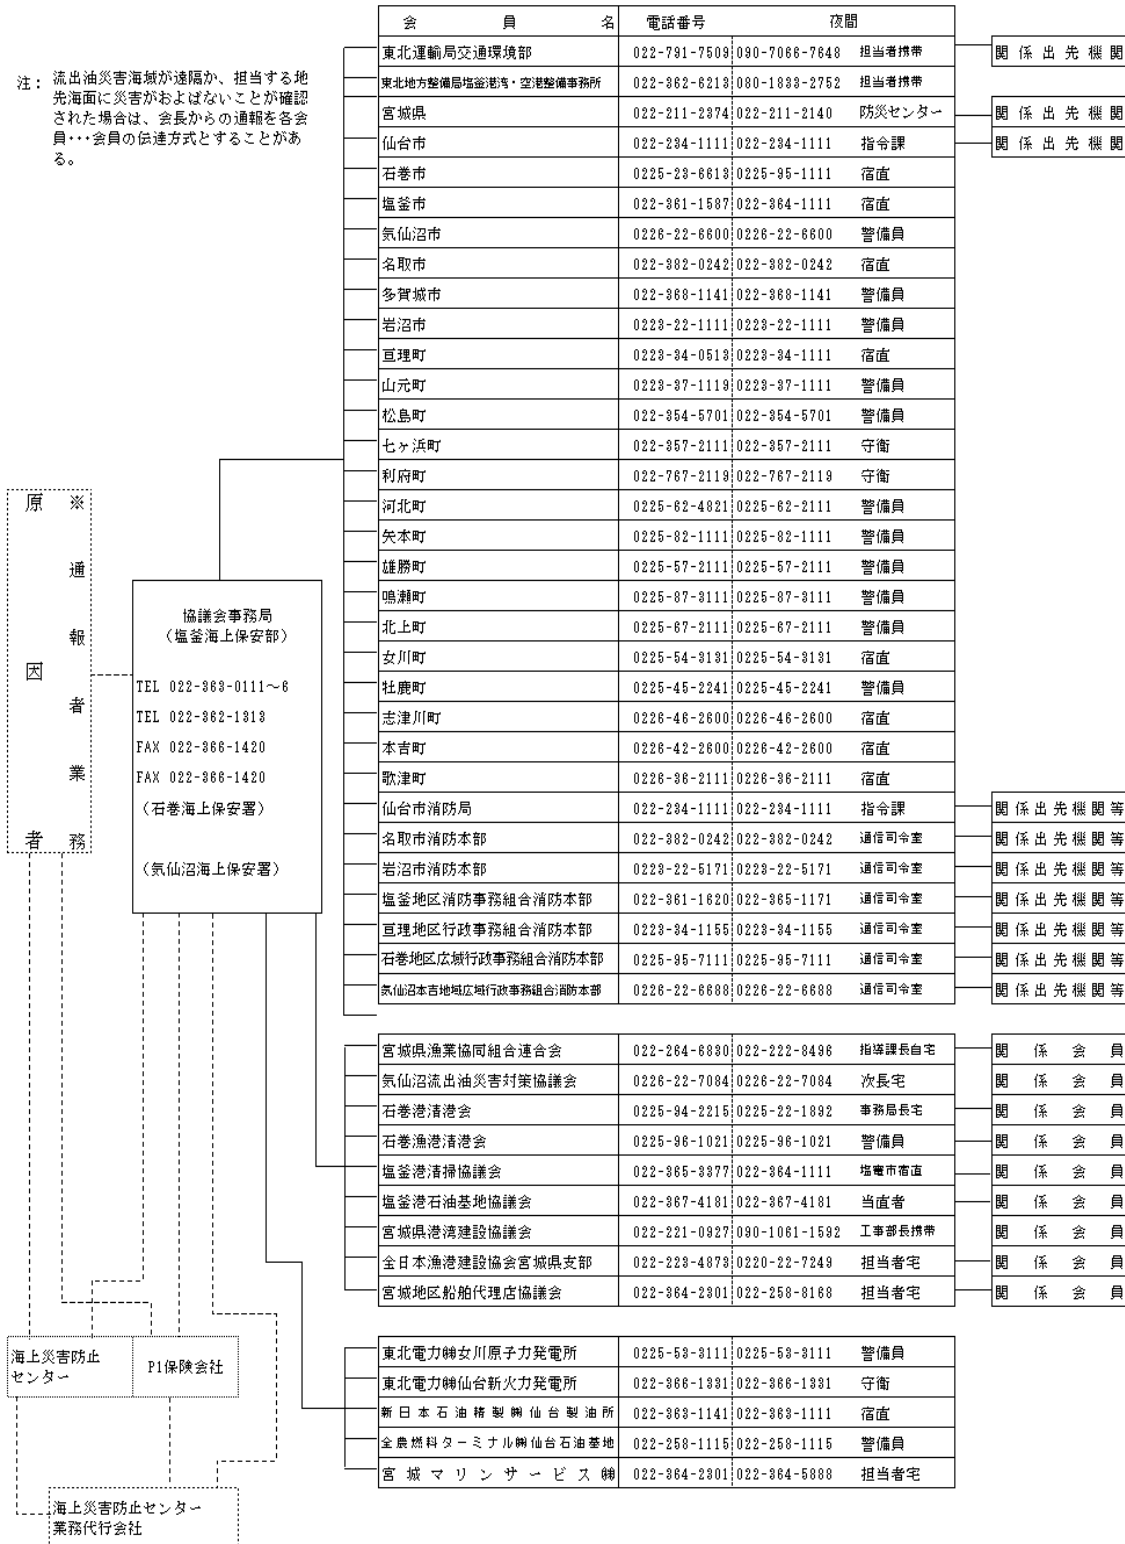 注：流出油災害海域が遠隔か、担当する地
先海面に災害がおよばないことが確認
された場合は、会長からの通報を各会
員･･･会員の伝達方式とすることがあ
る。
会　員　名 電話番号 夜間
東北運輸局交通環境部 022-791-7509 090-7066-7648 担当者携帯 関係出先機関
東北地方整備局塩釜港湾・空港整備事務所 022-362-6213 080-1833-2752 担当者携帯
宮城県 022-211-2374 022-211-2140 防災センター 関係出先機関
仙台市 022-234-1111 022-234-1111 指令課 関係出先機関
石巻市 0225-23-6613 0225-95-1111 宿直
塩釜市 022-361-1587 022-364-1111 宿直
気仙沼市 0226-22-6600 0226-22-6600 警備員
名取市 022-382-0242 022-382-0242 宿直
多賀城市 022-368-1141 022-368-1141 警備員
岩沼市 0223-22-1111 0223-22-1111 警備員
亘理町 0223-34-0513 0223-34-1111 宿直
山元町 0223-37-1119 0223-37-1111 警備員
松島町 022-354-5701 022-354-5701 警備員
七ヶ浜町 022-357-2111 022-357-2111 守衛
利府町 022-767-2119 022-767-2119 守衛
河北町 0225-62-4821 0225-62-2111 警備員
矢本町 0225-82-1111 0225-82-1111 警備員
雄勝町 0225-57-2111 0225-57-2111 警備員
鳴瀬町 0225-87-3111 0225-87-3111 警備員
北上町 0225-67-2111 0225-67-2111 警備員
女川町 0225-54-3131 0225-54-3131 宿直
牡鹿町 0225-45-2241 0225-45-2241 警備員
志津川町 0226-46-2600 0226-46-2600 宿直
本吉町 0226-42-2600 0226-42-2600 宿直
歌津町 0226-36-2111 0226-36-2111 宿直
仙台市消防局 022-234-1111 022-234-1111 指令課 関係出先機関等
名取市消防本部 022-382-0242 022-382-0242 通信司令室 関係出先機関等
岩沼市消防本部 0223-22-5171 0223-22-5171 通信司令室 関係出先機関等
塩釜地区消防事務組合消防本部 022-361-1620 022-365-1171 通信司令室 関係出先機関等
亘理地区行政事務組合消防本部 0223-34-1155 0223-34-1155 通信司令室 関係出先機関等
石巻地区広域行政事務組合消防本部 0225-95-7111 0225-95-7111 通信司令室 関係出先機関等
気仙沼本吉地域広域行政事務組合消防本部 0226-22-6688 0226-22-6688 通信司令室 関係出先機関等
宮城県漁業協同組合連合会 022-264-6830 022-222-8496 指導課長自宅 関係会員
気仙沼流出油災害対策協議会 0226-22-7084 0226-22-7084 次長宅 関係会員
石巻港清港会 0225-94-2215 0225-22-1892 事務局長宅 関係会員
石巻漁港清港会 0225-96-1021 0225-96-1021 警備員 関係会員
塩釜港清掃協議会 022-365-3377 022-364-1111 塩竈市宿直 関係会員
塩釜港石油基地協議会 022-367-4181 022-367-4181 当直者 関係会員
宮城県港湾建設協議会 022-221-0927 090-1061-1592 工事部長携帯 関係会員
全日本漁港建設協会宮城県支部 022-223-4873 0220-22-7249 担当者宅 関係会員
宮城地区船舶代理店協議会 022-364-2301 022-258-8168 担当者宅 関係会員
東北電力㈱女川原子力発電所 0225-53-3111 0225-53-3111 警備員
東北電力㈱仙台新火力発電所 022-366-1331 022-366-1331 守衛
新日本石油精製㈱仙台製油所 022-363-1141 022-363-1111 宿直
全農燃料ターミナル㈱仙台石油基地 022-258-1115 022-258-1115 警備員
宮城マリンサービス㈱ 022-364-2301 022-364-5888 担当者宅
※通報者業務
原因者
協議会事務局
（塩釜海上保安部）
TEL 022-363-0111～6
TEL 022-362-1313
FAX 022-366-1420
FAX 022-366-1420
（石巻海上保安署）
（気仙沼海上保安署）
海上災害防止
センター
P1保険会社
海上災害防止センター
業務代行会社